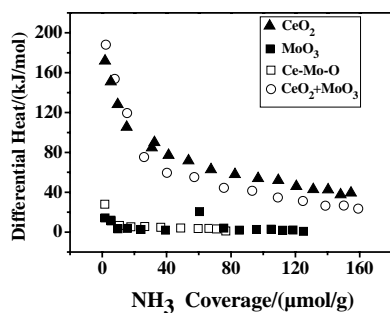 Differential Heat/(kJ/mol)
200
160
120
80
40
0
0
40
80
120
160
NH3 Coverage/(μmol/g)
CeO2
MoO3
Ce-Mo-O
CeO2+MoO3